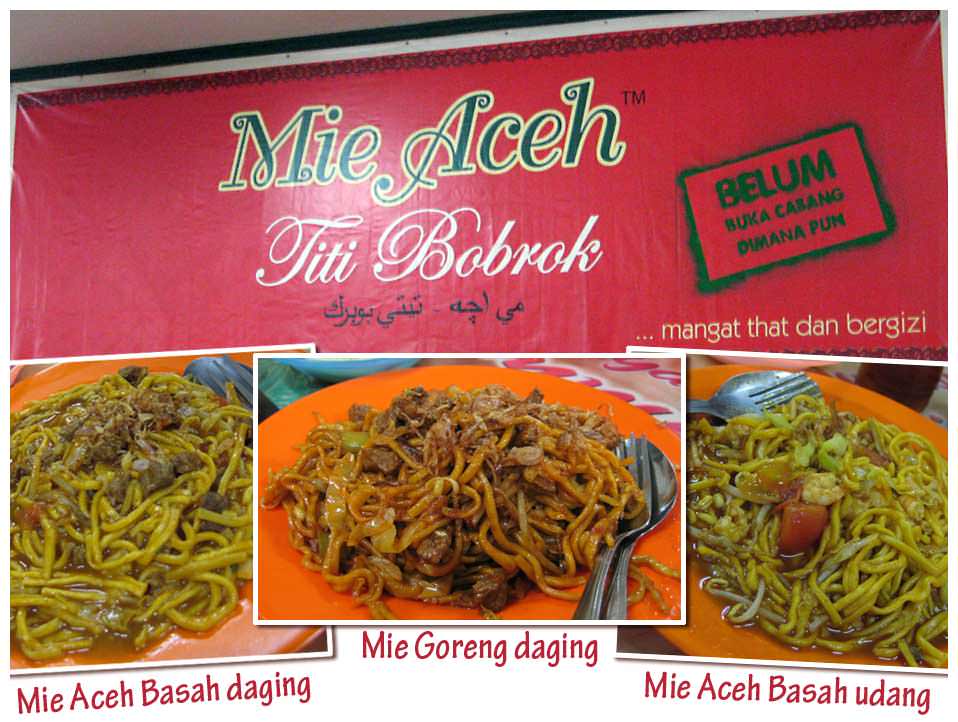 Mie Aceh™
Titi Bobrok
مي اچه - تيتي بوبرك
BELUM
BUKA CABANG
DIMANA PUN
... mangat that dan bergizi
Mie Goreng daging
Mie Aceh Basah daging
Mie Aceh Basah udang